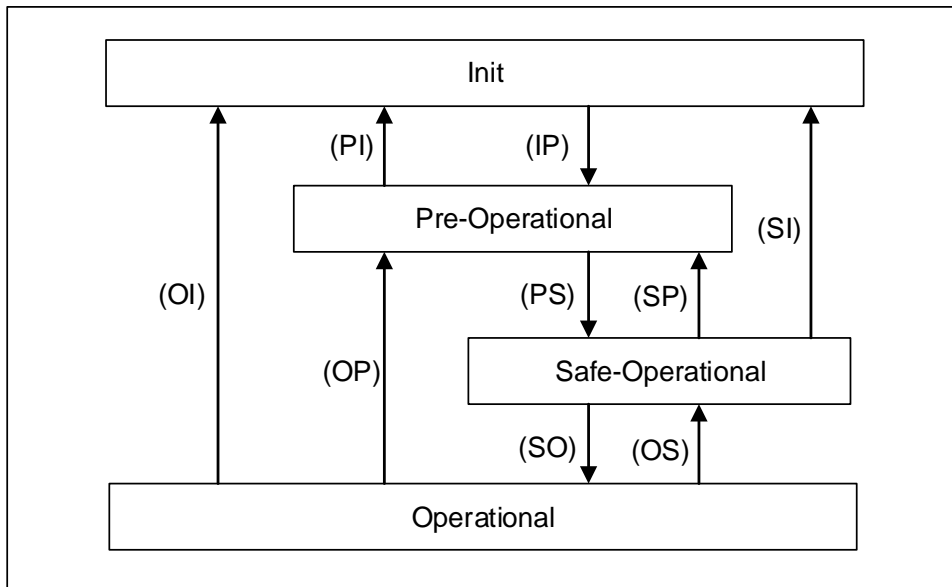 Init
(PI)
(IP)
Pre-Operational
(SI)
(OI)
(PS)
(SP)
(OP)
Safe-Operational
(SO)
(OS)
Operational